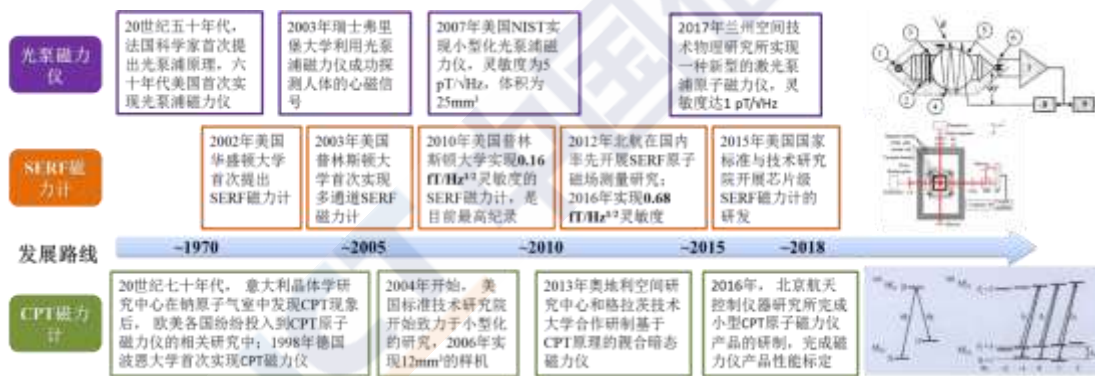 光泵磁力
仪
20世纪五十年代，
法国科学家首次提
出光泵浦原理，六
十年代美国首次实
现光泵浦磁力仪
2003年瑞士弗里
堡大学利用光泵
浦磁力仪成功探
测人体的心磁信
号
2007年美国NIST实
现小型化光泵浦磁
力仪，灵敏度为5
pT/√Hz，体积为
25mm³
2017年兰州空间技
术物理研究所实现
一种新型的激光泵
浦原子磁力仪，灵
敏度达1 pT/√Hz
SERF磁
力计
2002年美国
华盛顿大学
首次提出
SERF磁力计
2003年美国
普林斯顿大
学首次实现
多通道SERF
磁力计
2010年美国普林
斯顿大学实现0.16
fT/Hz¹/²灵敏度的
SERF磁力计，是
目前最高纪录
2012年北航在国内
率先开展SERF原子
磁场测量研究；
2016年实现0.68
fT/Hz¹/²灵敏度
2015年美国国家
标准与技术研究
院开展芯片级
SERF磁力计的
研发
发展路线
~1970
~2005
~2010
~2015
~2018
CPT磁力
计
20世纪七十年代，意大利晶体学研
究中心在钠原子气室中发现CPT现象
后，欧美各国纷纷投入到CPT原子
磁力仪的相关研究中；1998年德国
波恩大学首次实现CPT磁力仪
2004年开始，美
国标准技术研究院
开始致力于小型化
的研究，2006年实
现12mm³的样机
2013年奥地利空间研
究中心和格拉茨技术
大学合作研制基于
CPT原理的耦合暗态
磁力仪
2016年，北京航天
控制仪器研究所完成
小型CPT原子磁力仪
产品的研制，完成磁
力仪产品性能标定